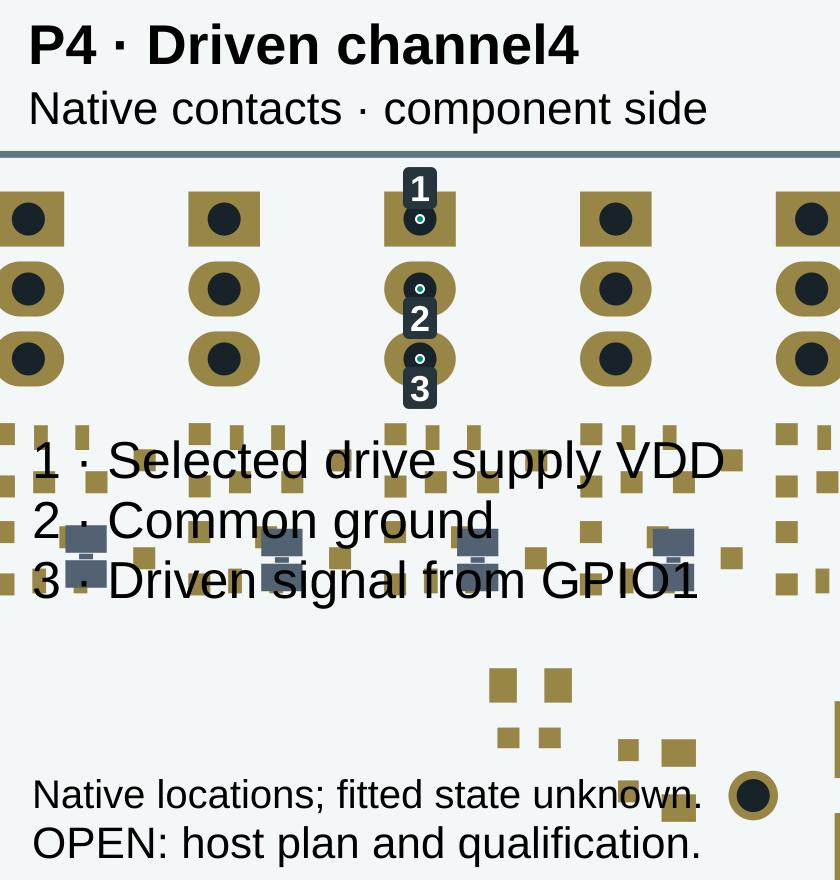 P4 · Driven channel4
Native contacts · component side
1
2
3
1 · Selected drive supply VDD
2 · Common ground
3 · Driven signal from GPIO1
Native locations; fitted state unknown.
OPEN: host plan and qualification.